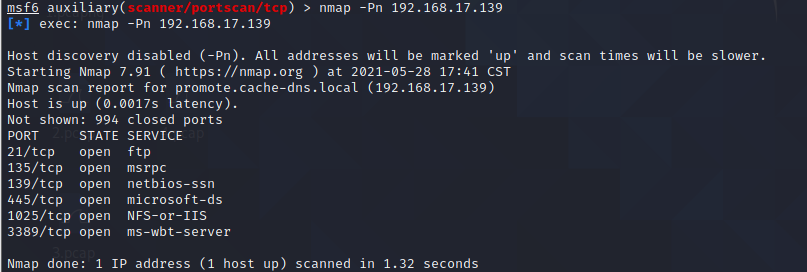 msf6 auxiliary(scanner/portscan/tcp) > nmap -Pn 192.168.17.139
[*] exec: nmap -Pn 192.168.17.139
Host discovery disabled (-Pn). All addresses will be marked 'up' and scan times will be slower.
Starting Nmap 7.91 ( https://nmap.org ) at 2021-05-28 17:41 CST
Nmap scan report for promote.cache-dns.local (192.168.17.139)
Host is up (0.0017s latency).
Not shown: 994 closed ports
PORT     STATE SERVICE
21/tcp   open  ftp
135/tcp  open  msrpc
139/tcp  open  netbios-ssn
445/tcp  open  microsoft-ds
1025/tcp open  NFS-or-IIS
3389/tcp open  ms-wbt-server
Nmap done: 1 IP address (1 host up) scanned in 1.32 seconds